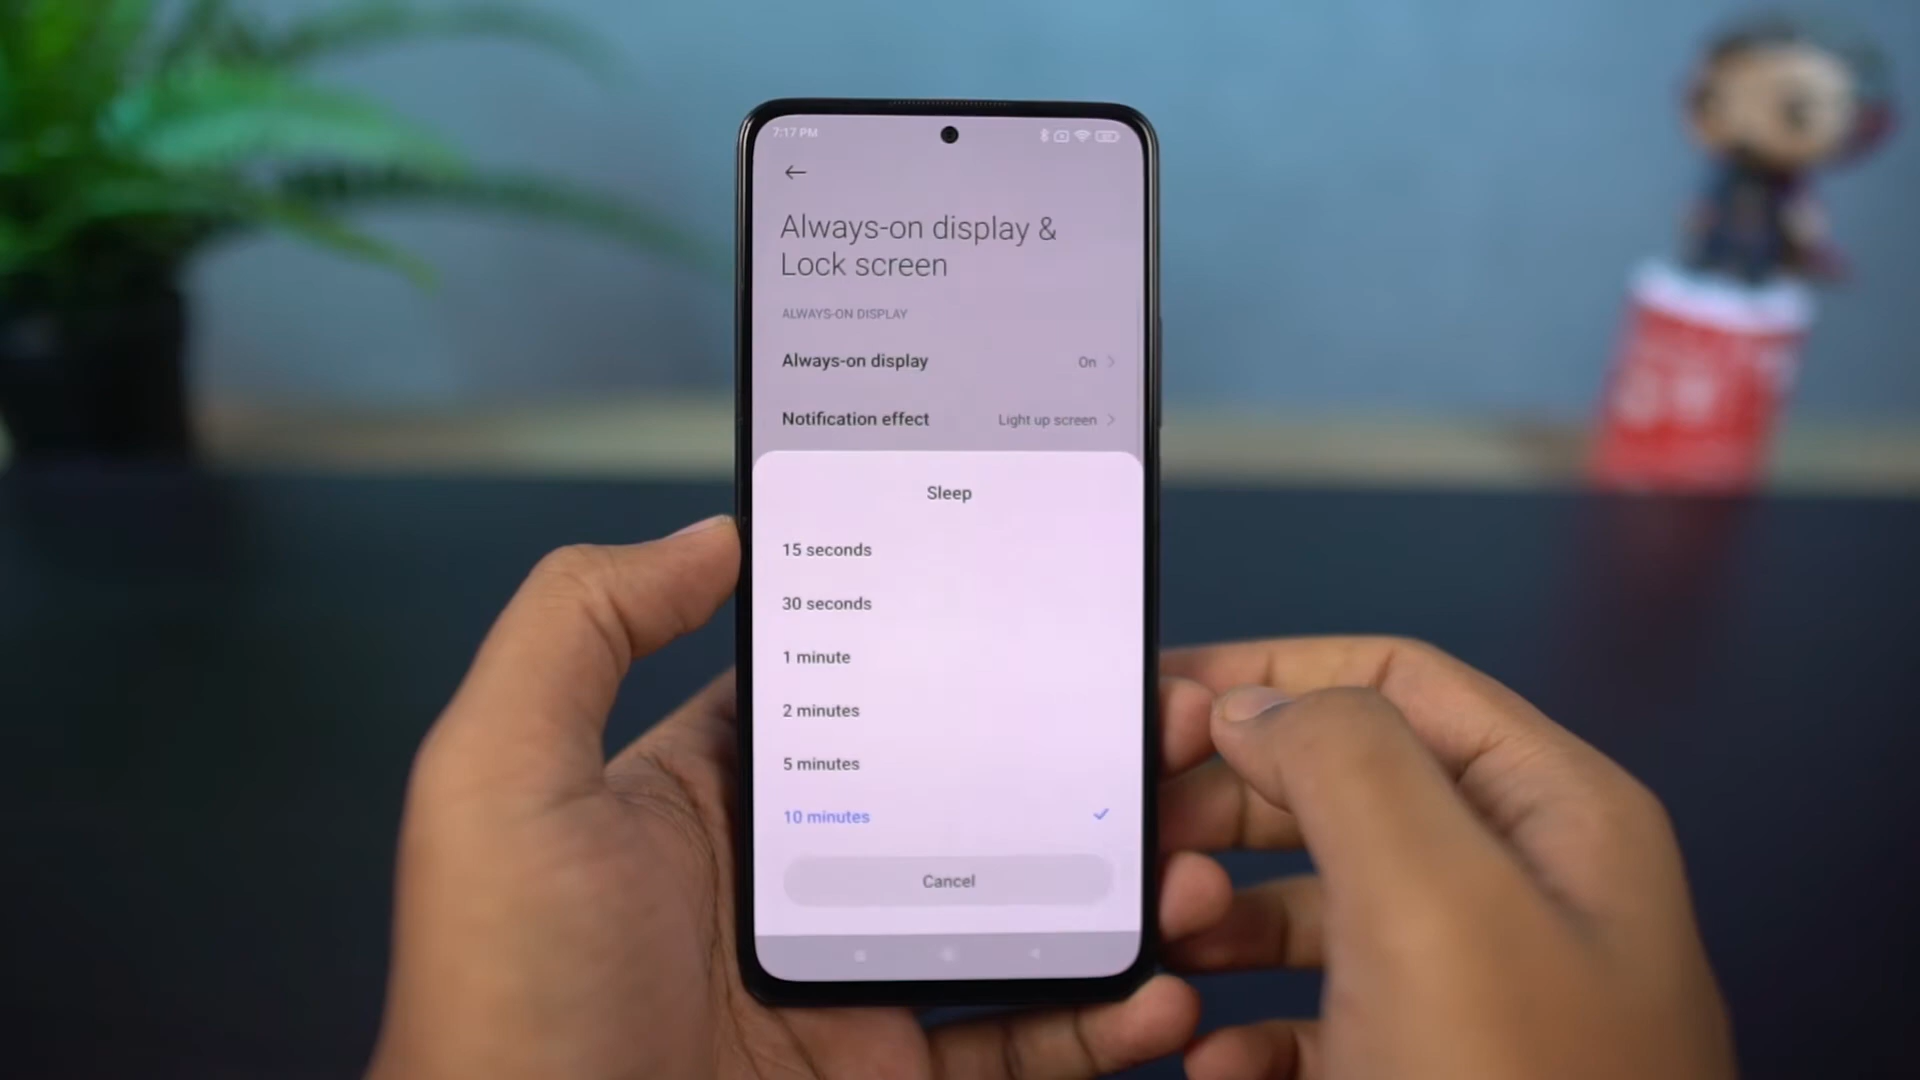 7:17 PM
Always-on display &
Lock screen
ALWAYS-ON DISPLAY
Always-on display
On
Notification effect
Light up screen
Sleep
15 seconds
30 seconds
1 minute
2 minutes
5 minutes
10 minutes
Cancel